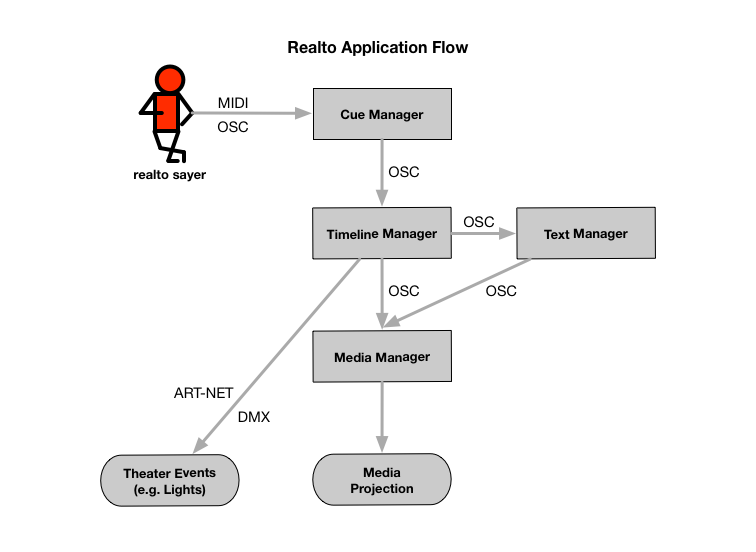 Realto Application Flow
MIDI
OSC
Cue Manager
realto sayer
OSC
Timeline Manager
OSC
Text Manager
OSC
OSC
Media Manager
ART-NET
DMX
Theater Events
(e.g. Lights)
Media
Projection